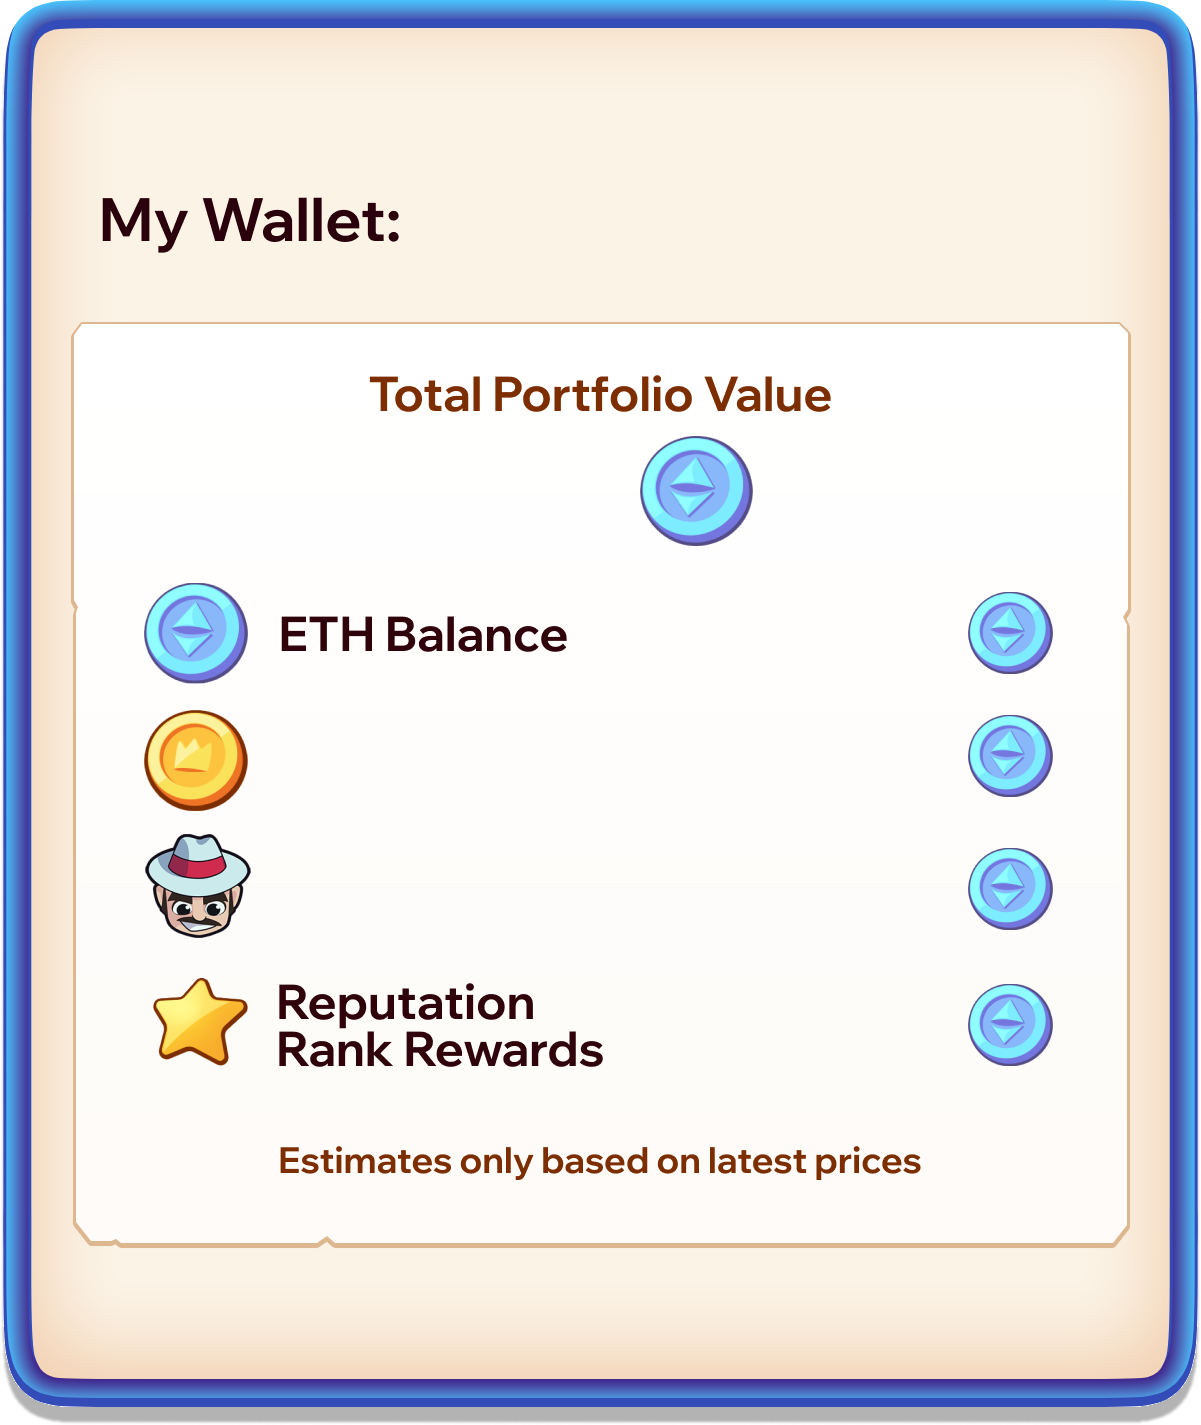 My Wallet:
Total Portfolio Value
ETH Balance
Reputation
Rank Rewards
Estimates only based on latest prices